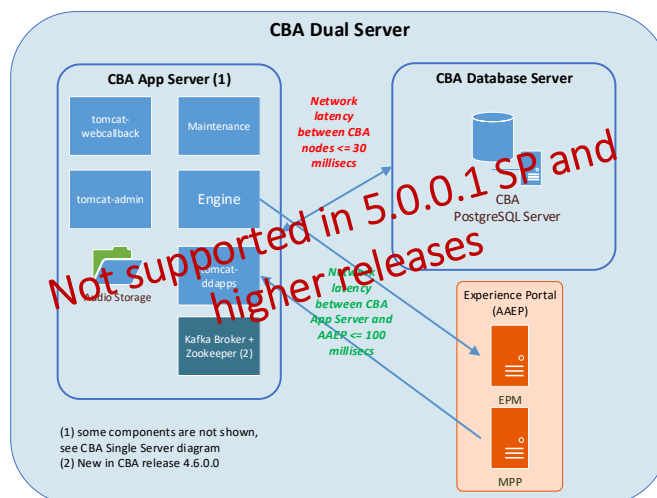 CBA Dual Server
CBA App Server (1)
tomcat-
webcallback
Maintenance
tomcat-admin
Engine
Audio Storage
tomcat-
ddapps
Kafka Broker +
Zookeeper (2)
Network
latency
between CBA
nodes <= 30
millisecs
CBA Database Server
CBA
PostgreSQL Server
Not supported in 5.0.0.1 SP and
higher releases
Network
latency
between CBA
App Server and
AAEP <= 100
millisecs
Experience Portal
(AAEP)
EPM
MPP
(1) some components are not shown,
see CBA Single Server diagram
(2) New in CBA release 4.6.0.0